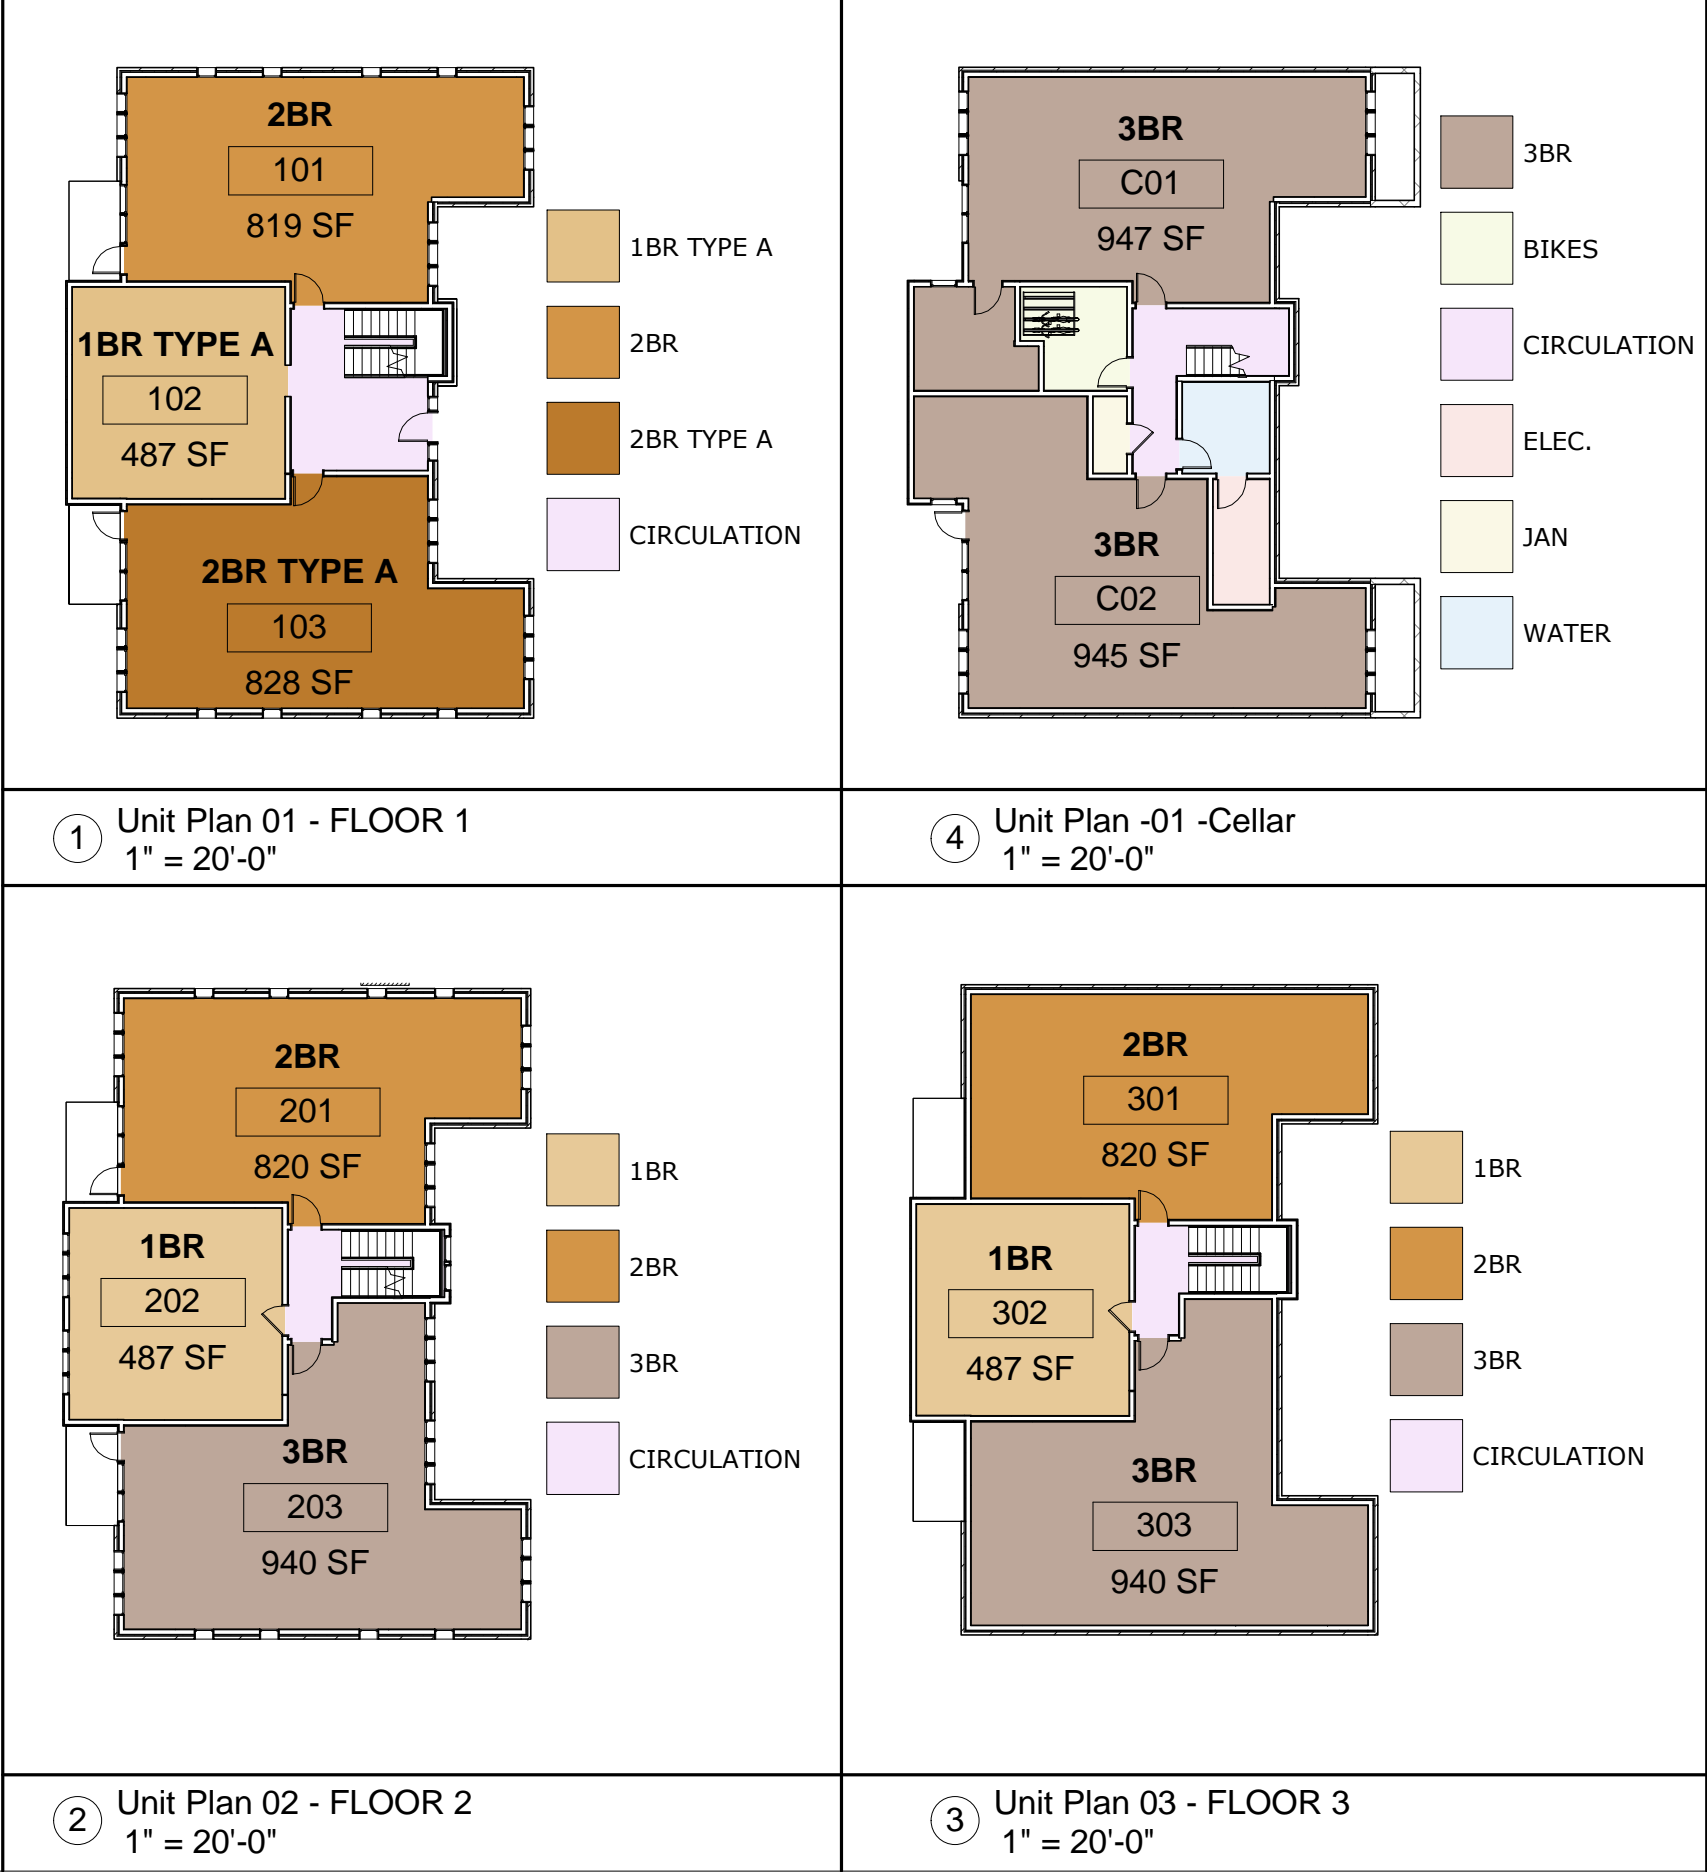 2BR
101
819 SF
1BR TYPE A
102
487 SF
2BR TYPE A
103
828 SF
1BR TYPE A
2BR
2BR TYPE A
CIRCULATION
1 Unit Plan 01 - FLOOR 1
1" = 20'-0"
3BR
C01
947 SF
3BR
C02
945 SF
3BR
BIKES
CIRCULATION
ELEC.
JAN
WATER
4 Unit Plan -01 -Cellar
1" = 20'-0"
2BR
201
820 SF
1BR
202
487 SF
3BR
203
940 SF
1BR
2BR
3BR
CIRCULATION
2 Unit Plan 02 - FLOOR 2
1" = 20'-0"
2BR
301
820 SF
1BR
302
487 SF
3BR
303
940 SF
1BR
2BR
3BR
CIRCULATION
3 Unit Plan 03 - FLOOR 3
1" = 20'-0"